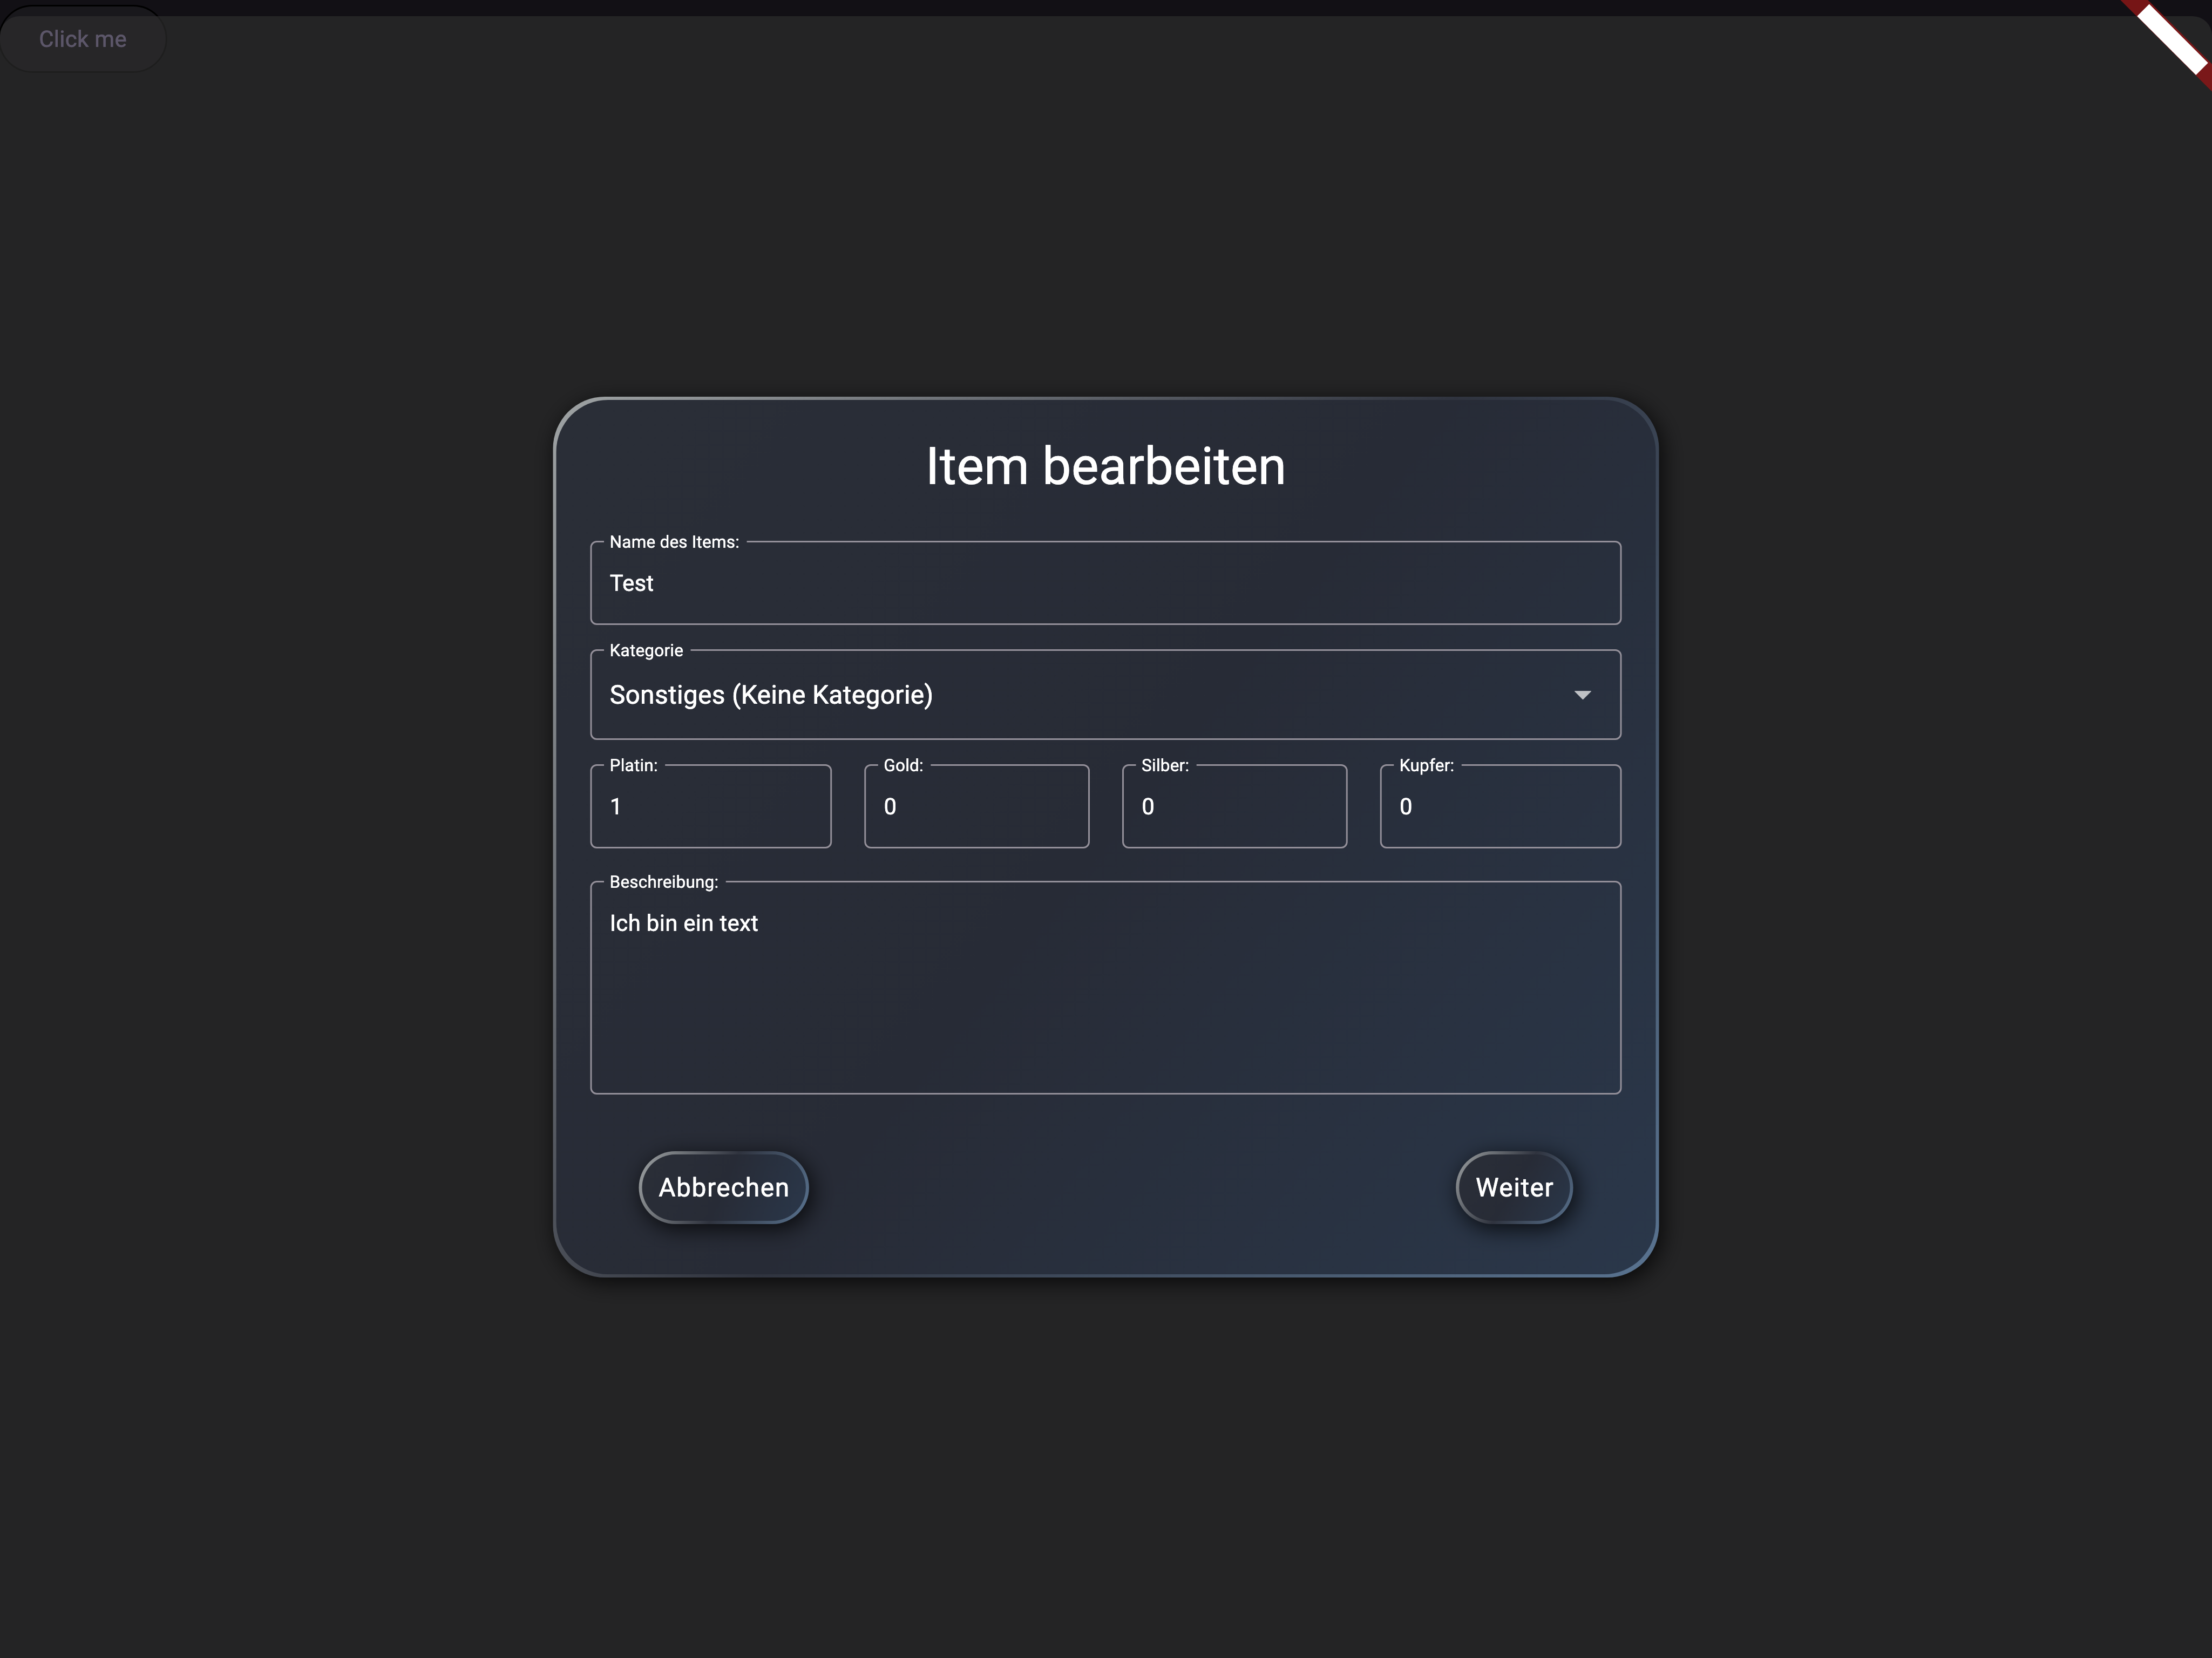 Click me
Item bearbeiten
Name des Items:
Test
Kategorie
Sonstiges (Keine Kategorie)
Platin:
1
Gold:
0
Silber:
0
Kupfer:
0
Beschreibung:
Ich bin ein text
Abbrechen
Weiter